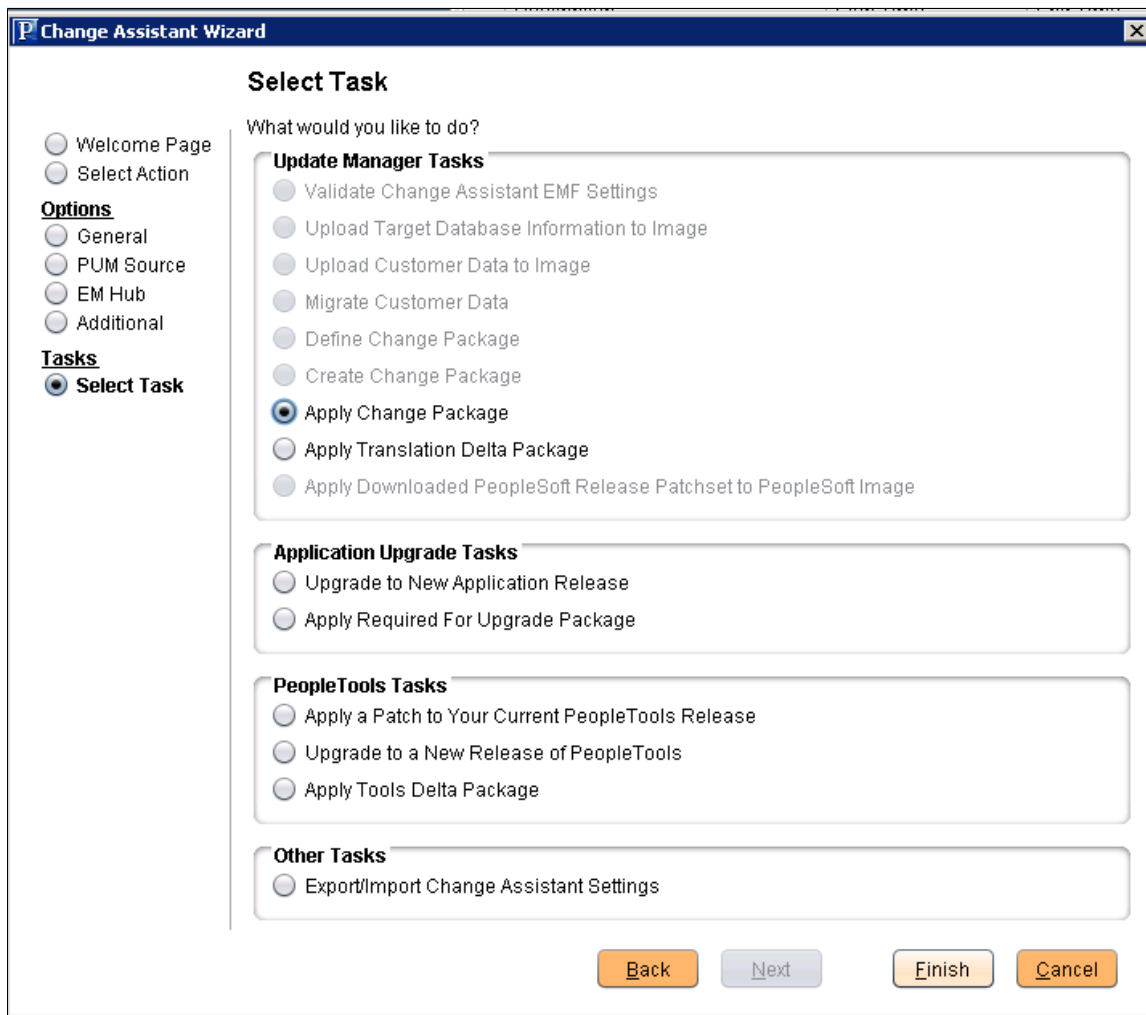 Change Assistant Wizard
Select Task
What would you like to do?
Welcome Page
Select Action
Options
General
PUM Source
EM Hub
Additional
Tasks
Select Task
Update Manager Tasks
Validate Change Assistant EMF Settings
Upload Target Database Information to Image
Upload Customer Data to Image
Migrate Customer Data
Define Change Package
Create Change Package
Apply Change Package
Apply Translation Delta Package
Apply Downloaded PeopleSoft Release Patchset to PeopleSoft Image
Application Upgrade Tasks
Upgrade to New Application Release
Apply Required For Upgrade Package
PeopleTools Tasks
Apply a Patch to Your Current PeopleTools Release
Upgrade to a New Release of PeopleTools
Apply Tools Delta Package
Other Tasks
Export/Import Change Assistant Settings
Back
Next
Finish
Cancel